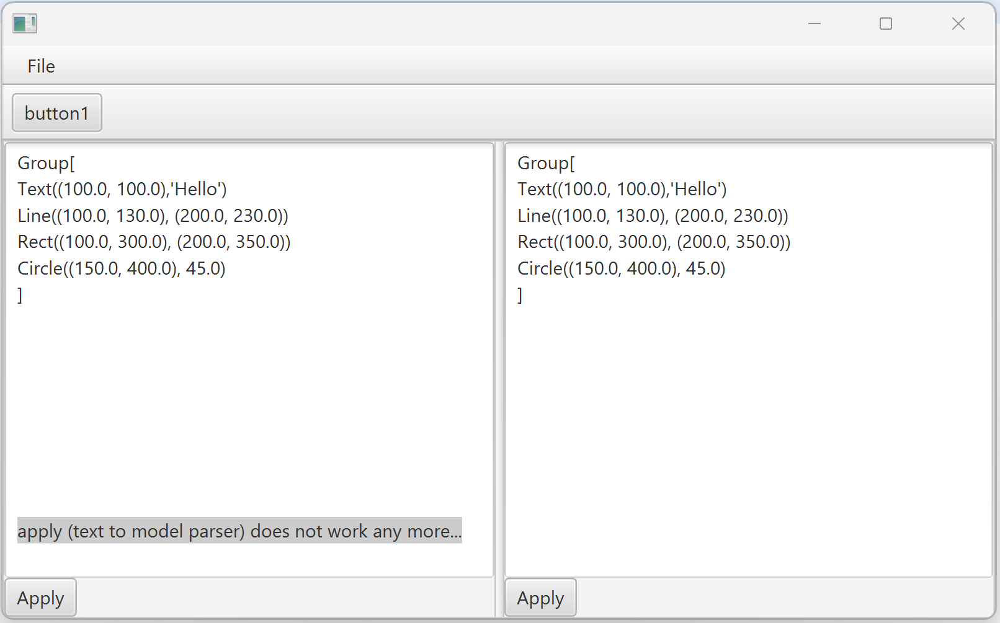 File
button1
Group[
Text((100.0, 100.0),'Hello')
Line((100.0, 130.0), (200.0, 230.0))
Rect((100.0, 300.0), (200.0, 350.0))
Circle((150.0, 400.0), 45.0)
]
apply (text to model parser) does not work any more...
Apply
Group[
Text((100.0, 100.0),'Hello')
Line((100.0, 130.0), (200.0, 230.0))
Rect((100.0, 300.0), (200.0, 350.0))
Circle((150.0, 400.0), 45.0)
]
Apply